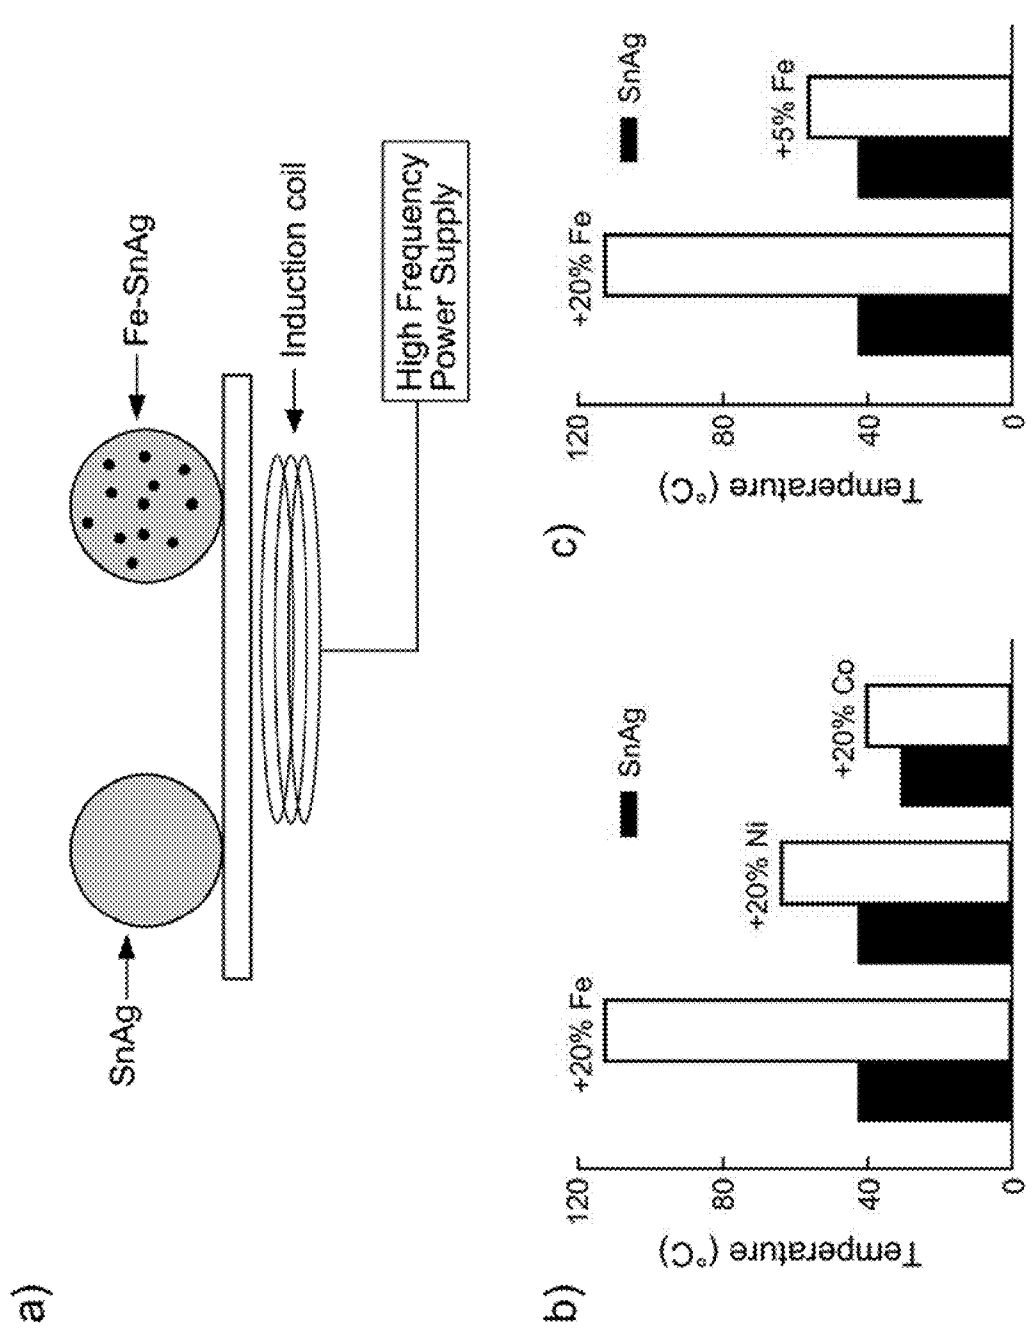 a)
SnAg
Fe-SnAg
Induction coil
High Frequency
Power Supply
b)
Temperature (°C)
120
80
40
0
SnAg
+20% Fe
+20% Ni
+20% Co
c)
Temperature (°C)
120
80
40
0
SnAg
+20% Fe
+5% Fe